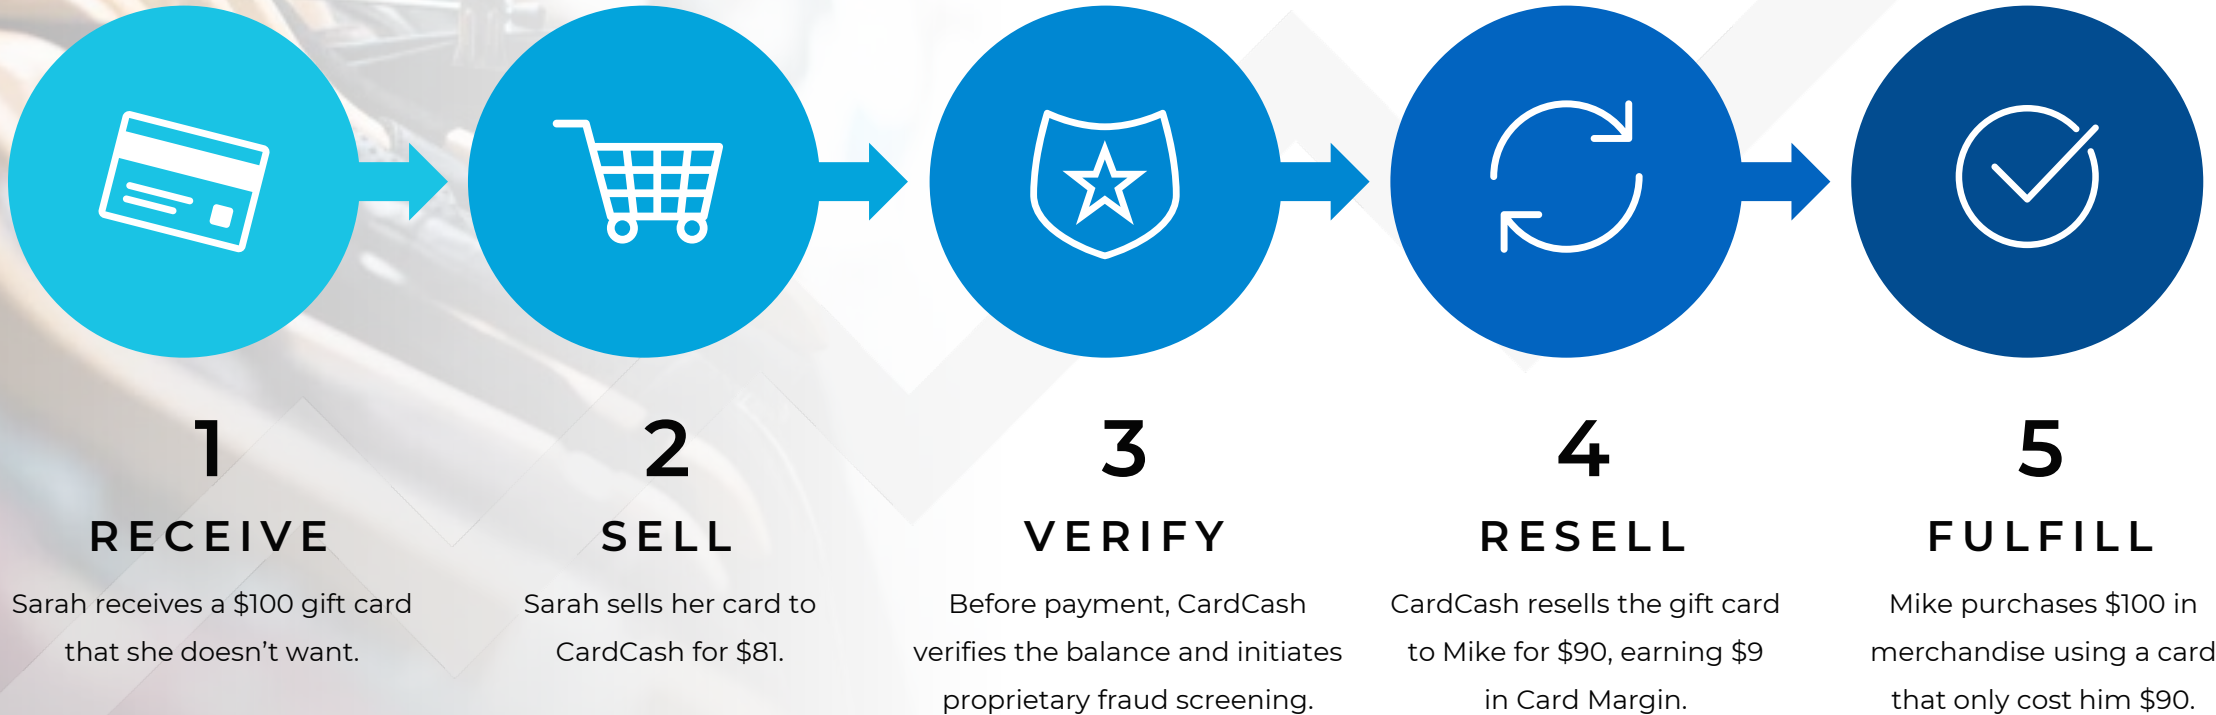 1
RECEIVE
Sarah receives a $100 gift card
that she doesn’t want.
2
SELL
Sarah sells her card to
CardCash for $81.
3
VERIFY
Before payment, CardCash
verifies the balance and initiates
proprietary fraud screening.
4
RESELL
CardCash resells the gift card
to Mike for $90, earning $9
in Card Margin.
5
FULFILL
Mike purchases $100 in
merchandise using a card
that only cost him $90.